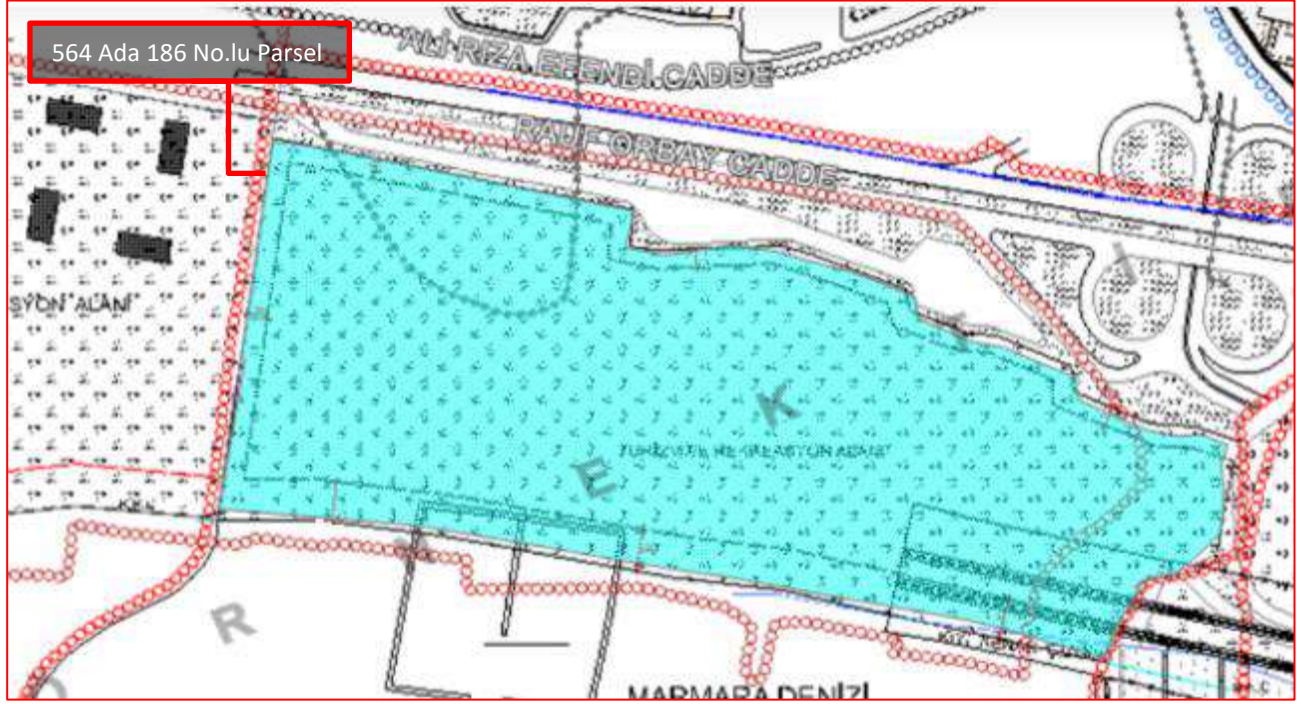 564 Ada 186 No.lu Parsel
ALİ RIZA EFENDİ CADDE
RAUF ORBAY CADDE
SYON ALANI
İ
K
TURİZM VE REKREASYON ALANI
E
R
MARMARA DENİZİ